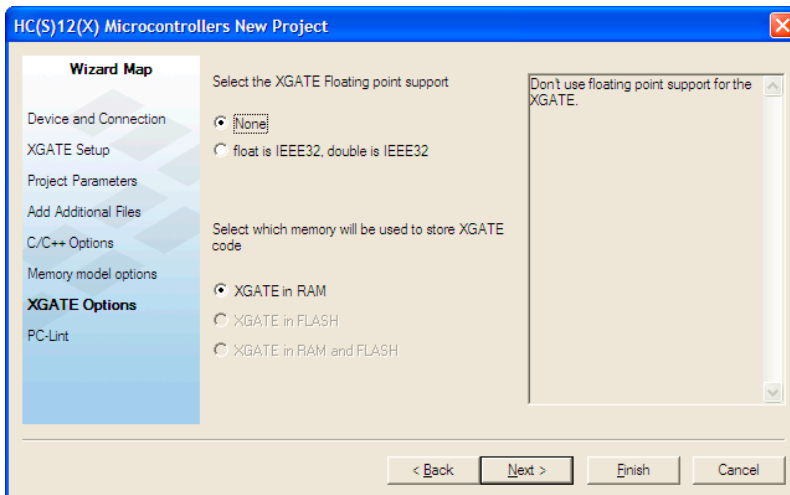 HC(S)12(X) Microcontrollers New Project
Wizard Map
Device and Connection
XGATE Setup
Project Parameters
Add Additional Files
C/C++ Options
Memory model options
XGATE Options
PC-Lint
Select the XGATE Floating point support
None
float is IEEE32, double is IEEE32
Select which memory will be used to store XGATE
code
XGATE in RAM
XGATE in FLASH
XGATE in RAM and FLASH
Don't use floating point support for the
XGATE.
< Back
Next >
Finish
Cancel